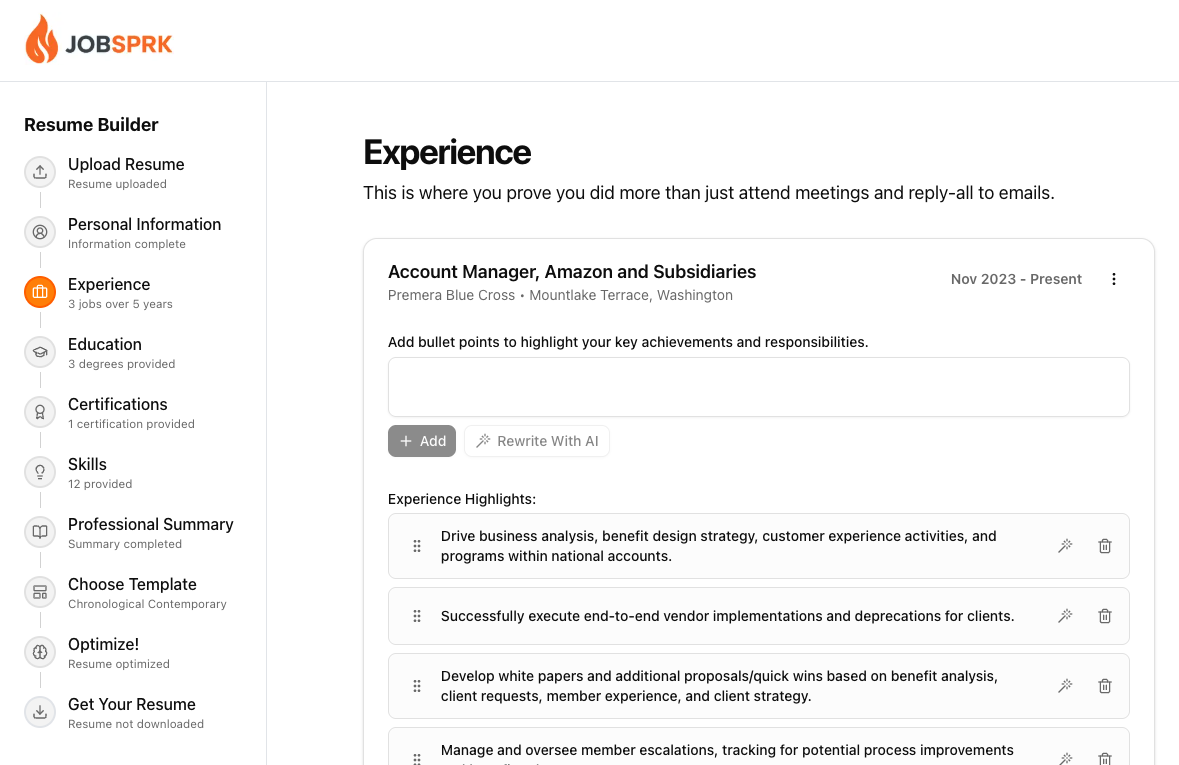 JOBSPRK
Resume Builder
Upload Resume
Resume uploaded
Personal Information
Information complete
Experience
3 jobs over 5 years
Education
3 degrees provided
Certifications
1 certification provided
Skills
12 provided
Professional Summary
Summary completed
Choose Template
Chronological Contemporary
Optimize!
Resume optimized
Get Your Resume
Resume not downloaded
Experience
This is where you prove you did more than just attend meetings and reply-all to emails.
Account Manager, Amazon and Subsidiaries
Premera Blue Cross • Mountlake Terrace, Washington
Nov 2023 - Present
Add bullet points to highlight your key achievements and responsibilities.
Add
Rewrite With AI
Experience Highlights:
Drive business analysis, benefit design strategy, customer experience activities, and
programs within national accounts.
Successfully execute end-to-end vendor implementations and deprecations for clients.
Develop white papers and additional proposals/quick wins based on benefit analysis,
client requests, member experience, and client strategy.
Manage and oversee member escalations, tracking for potential process improvements